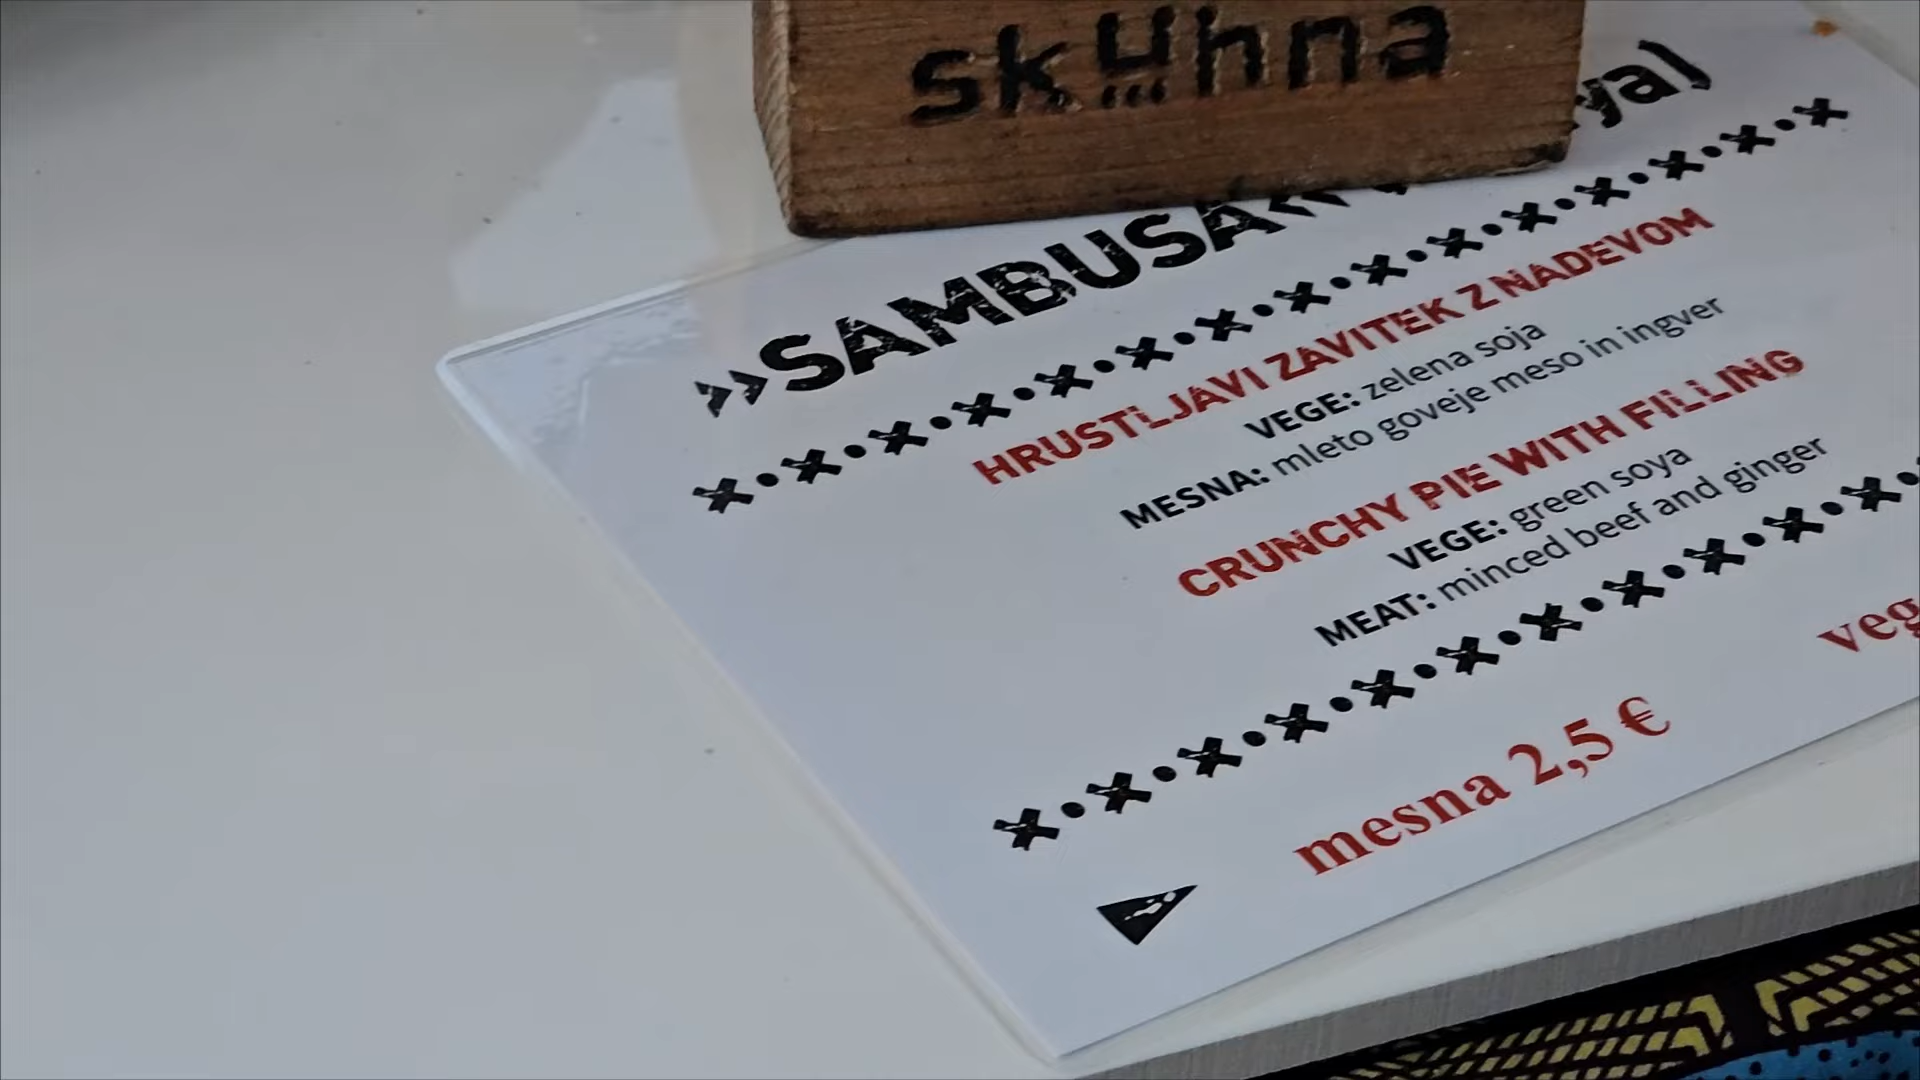 skuhna
»SAMBUSA«
HRUSTLJAVI ZAVITEK Z NADEVOM
VEGE: zelena soja
MESNA: mleto goveje meso in ingver
CRUNCHY PIE WITH FILLING
VEGE: green soya
MEAT: minced beef and ginger
mesna 2,5 €